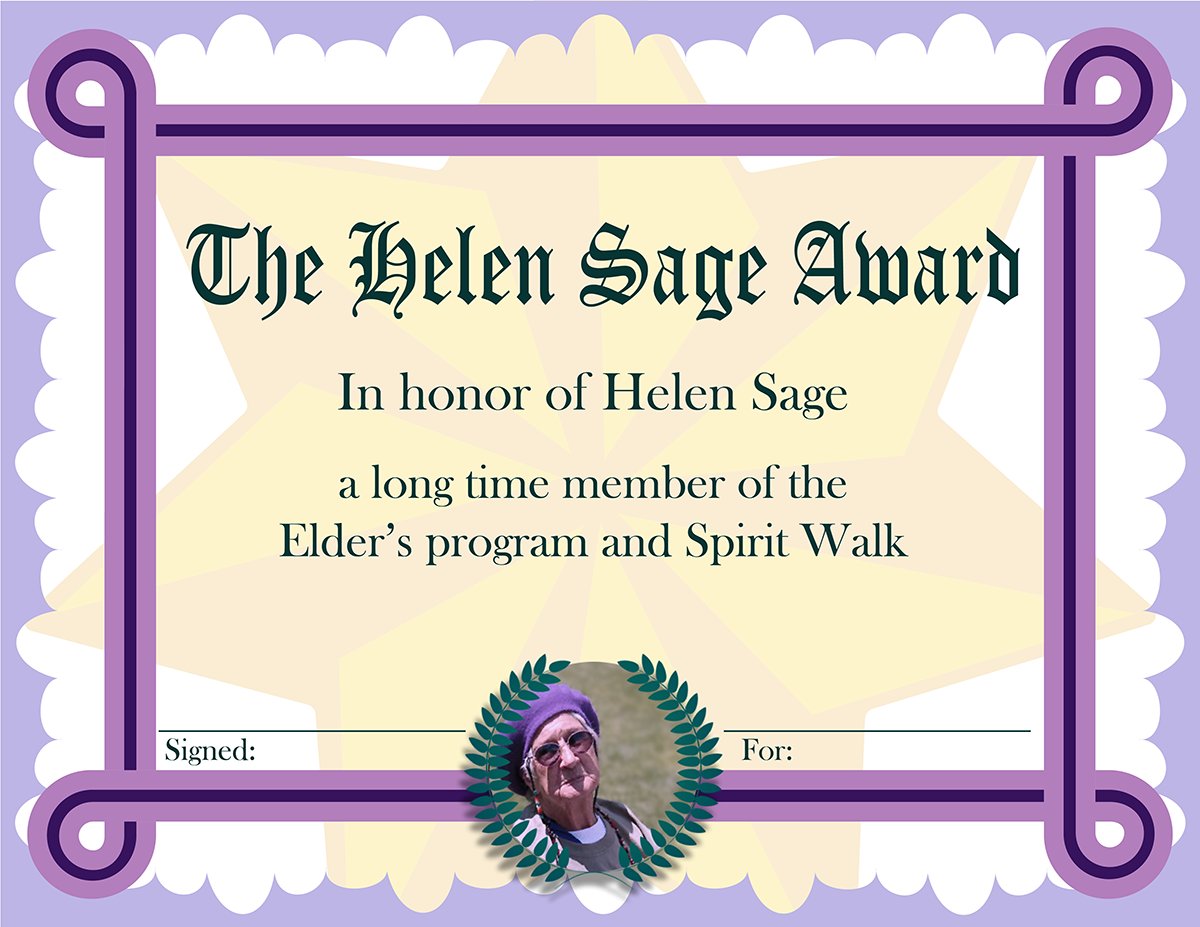 The Helen Sage Award
In honor of Helen Sage
a long time member of the
Elder’s program and Spirit Walk
Signed:
For: